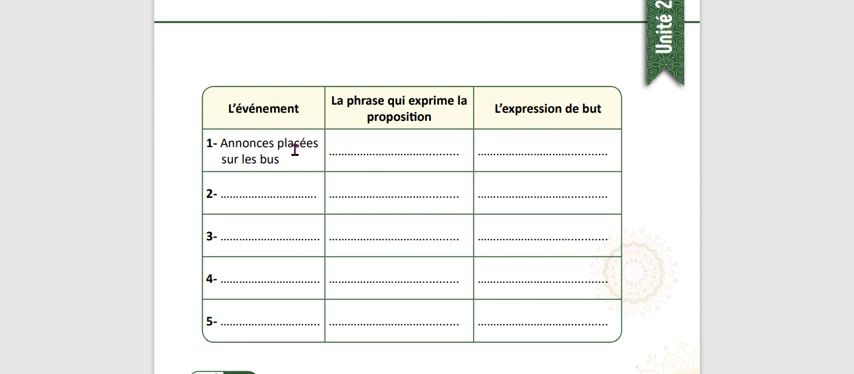 Unité 2
L'événement
La phrase qui exprime la
proposition
L'expression de but
1- Annonces placées
sur les bus
................................
................................
2- .............................
................................
................................
3- .............................
................................
................................
4- .............................
................................
................................
5- .............................
................................
................................